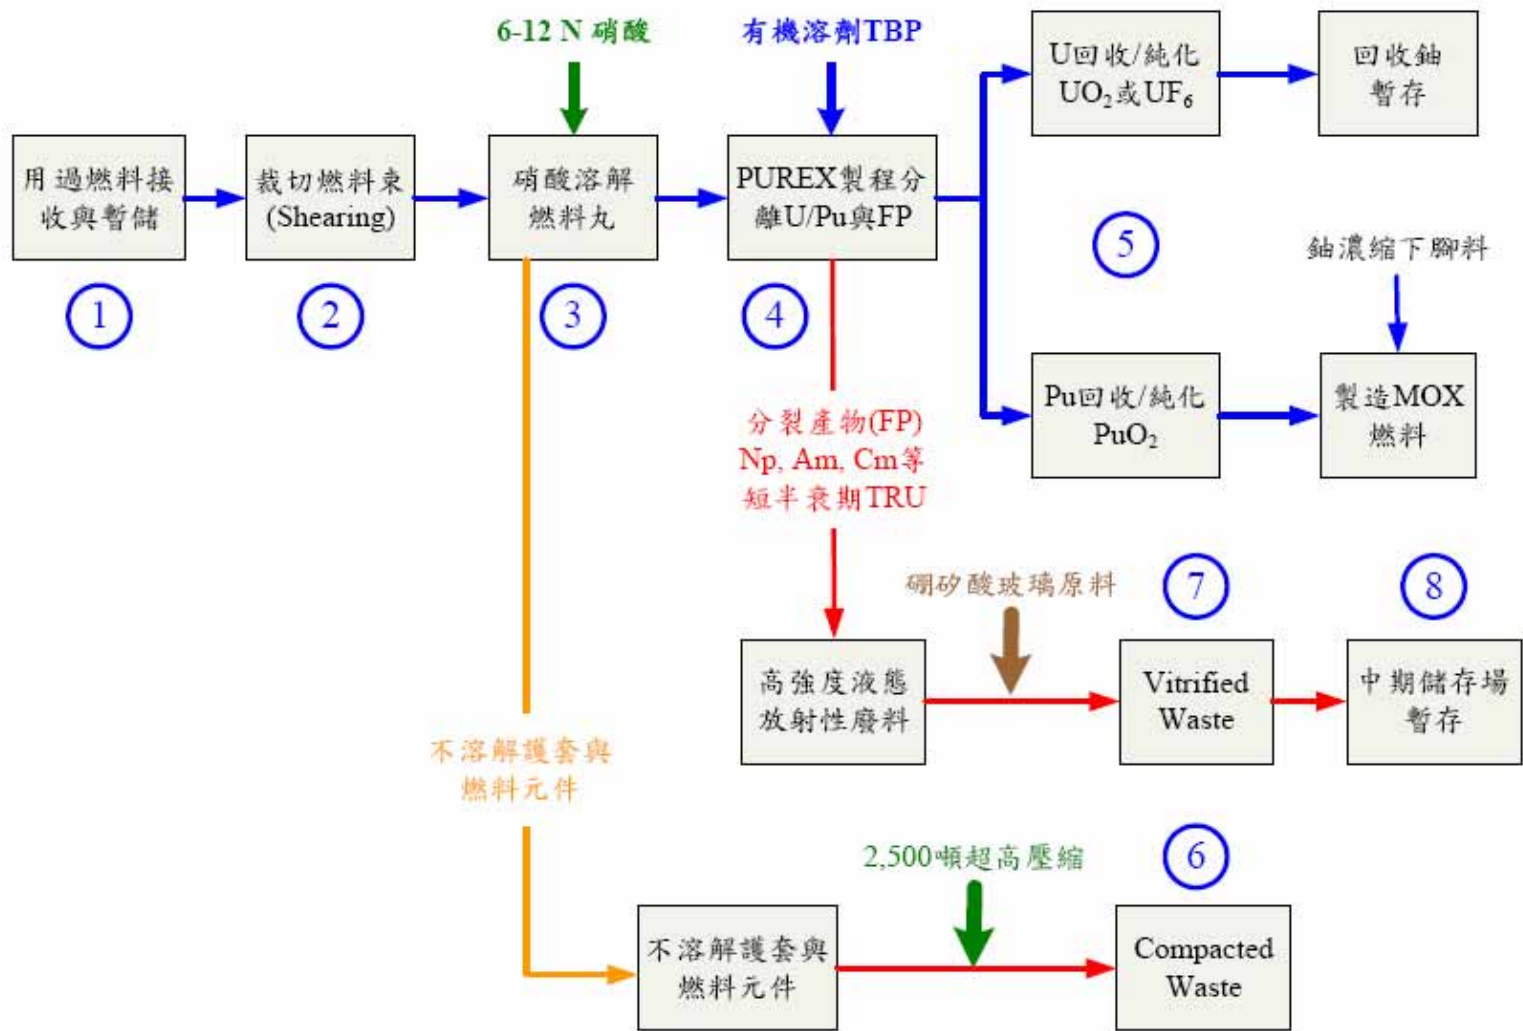 6-12 N 硝酸
有機溶劑TBP
U回收/純化
UO₂或UF₆
回收鈾
暫存
用過燃料接
收與暫儲
裁切燃料束
(Shearing)
硝酸溶解
燃料丸
PUREX製程分
離U/Pu與FP
1
2
3
4
5
鈾濃縮下腳料
Pu回收/純化
PuO₂
製造MOX
燃料
分裂產物(FP)
Np, Am, Cm等
短半衰期TRU
硼矽酸玻璃原料
7
8
高強度液態
放射性廢料
Vitrified
Waste
中期儲存場
暫存
不溶解護套與
燃料元件
2,500噸超高壓縮
6
不溶解護套與
燃料元件
Compacted
Waste